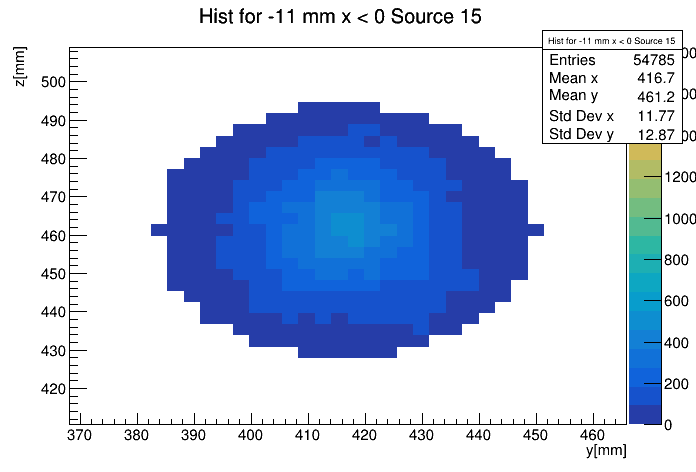 Hist for -11 mm x < 0 Source 15
Hist for -11 mm x < 0 Source 15
Entries 54785
Mean x 416.7
Mean y 461.2
Std Dev x 11.77
Std Dev y 12.87
z[mm]
500
490
480
470
460
450
440
430
420
1200
1000
800
600
400
200
0
370 380 390 400 410 420 430 440 450 460
y[mm]